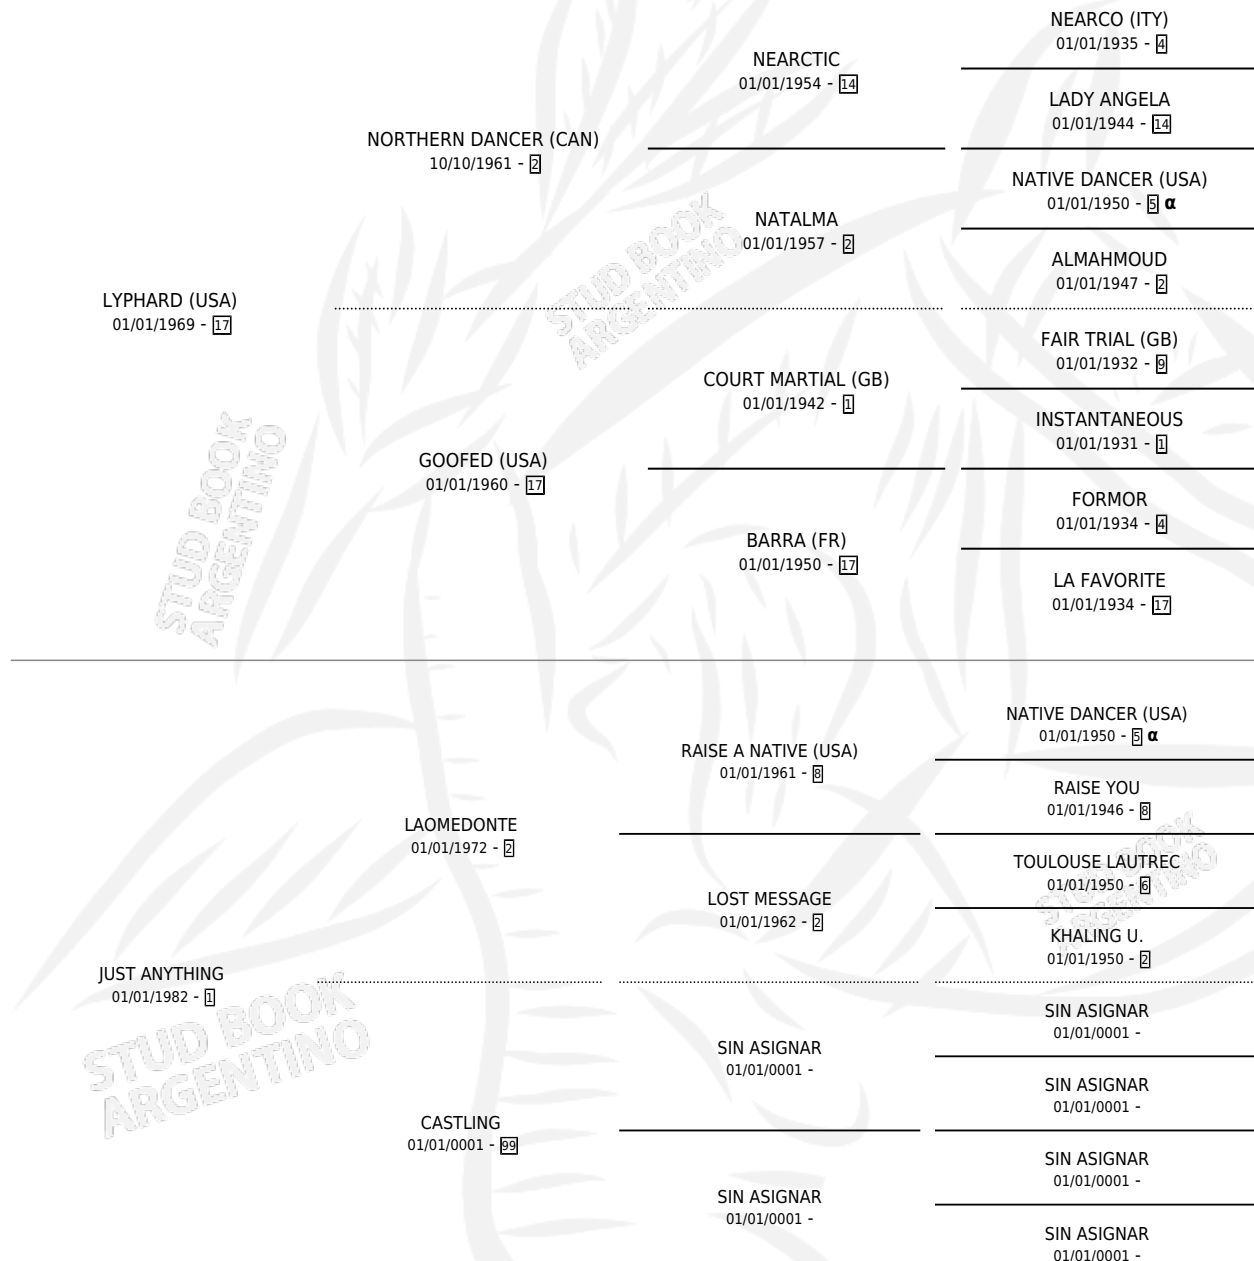 NEARCO (ITY)
01/01/1935 - 4
NEARCTIC
01/01/1954 - 14
LADY ANGELA
01/01/1944 - 14
NORTHERN DANCER (CAN)
10/10/1961 - 2
NATIVE DANCER (USA)
01/01/1950 - 5 α
NATALMA
01/01/1957 - 2
ALMAHMOUD
01/01/1947 - 2
LYPHARD (USA)
01/01/1969 - 17
FAIR TRIAL (GB)
01/01/1932 - 9
COURT MARTIAL (GB)
01/01/1942 - 1
INSTANTANEOUS
01/01/1931 - 1
GOOFED (USA)
01/01/1960 - 17
FORMOR
01/01/1934 - 4
BARRA (FR)
01/01/1950 - 17
LA FAVORITE
01/01/1934 - 17
STUD BOOK
ARGENTINO
STUD BOOK
ARGENTINO
NATIVE DANCER (USA)
01/01/1950 - 5 α
RAISE A NATIVE (USA)
01/01/1961 - 8
RAISE YOU
01/01/1946 - 8
LAOMEDONTE
01/01/1972 - 2
TOULOUSE LAUTREC
01/01/1950 - 6
LOST MESSAGE
01/01/1962 - 2
KHALING U.
01/01/1950 - 2
STUD BOOK
ARGENTINO
JUST ANYTHING
01/01/1982 - 1
SIN ASIGNAR
01/01/0001 -
SIN ASIGNAR
01/01/0001 -
SIN ASIGNAR
01/01/0001 -
CASTLING
01/01/0001 - 99
SIN ASIGNAR
01/01/0001 -
SIN ASIGNAR
01/01/0001 -
SIN ASIGNAR
01/01/0001 -
STUD BOOK
ARGENTINO